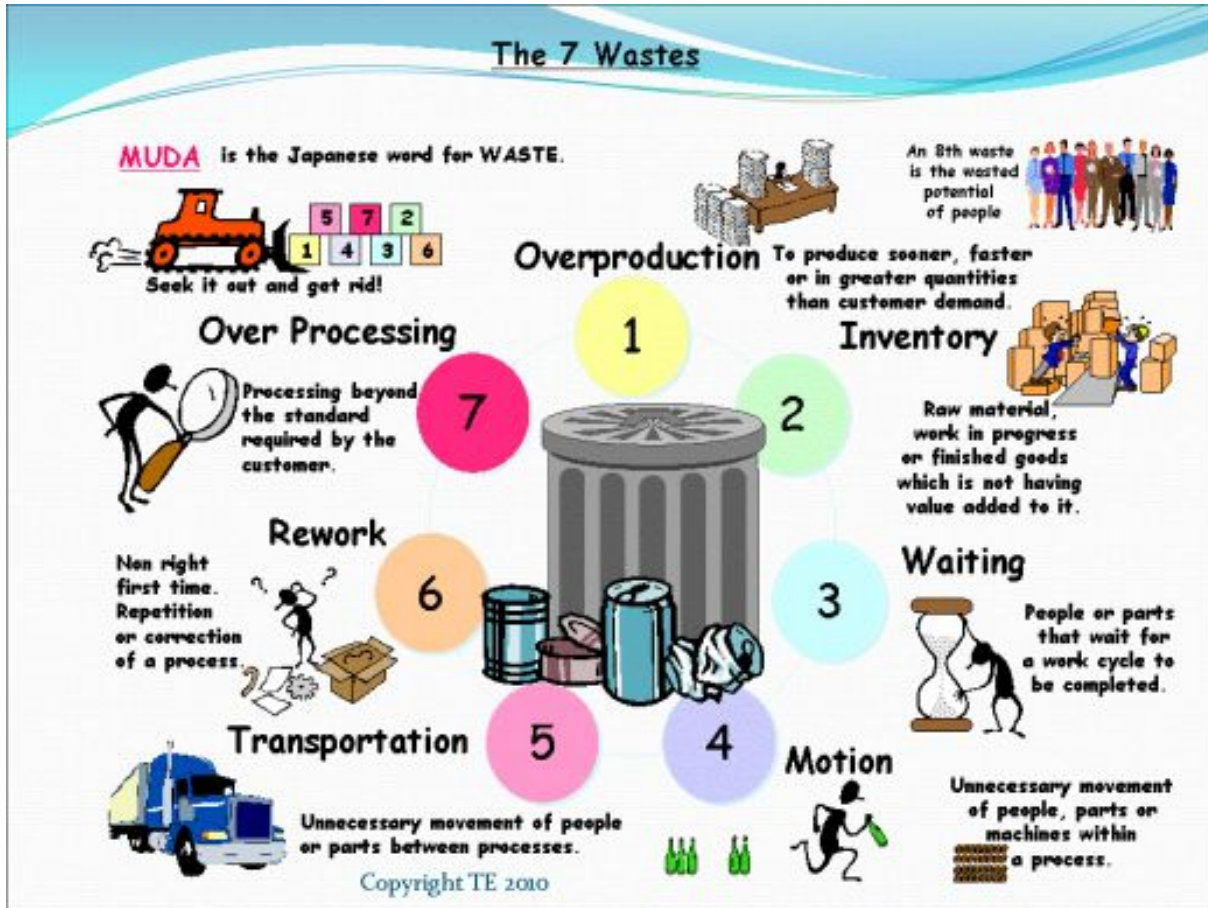 The 7 Wastes
MUDA is the Japanese word for WASTE.
5 7 2
1 4 3 6
Seek it out and get rid!
An 8th waste
is the wasted
potential
of people
Overproduction
To produce sooner, faster
or in greater quantities
than customer demand.
1
Inventory
Raw material,
work in progress
or finished goods
which is not having
value added to it.
2
Waiting
People or parts
that wait for
a work cycle to
be completed.
3
Motion
Unnecessary movement
of people, parts or
machines within
a process.
4
Transportation
Unnecessary movement of people
or parts between processes.
5
Rework
Non right
first time.
Repetition
or correction
of a process.
6
Over Processing
Processing beyond
the standard
required by the
customer.
7
Copyright TE 2010